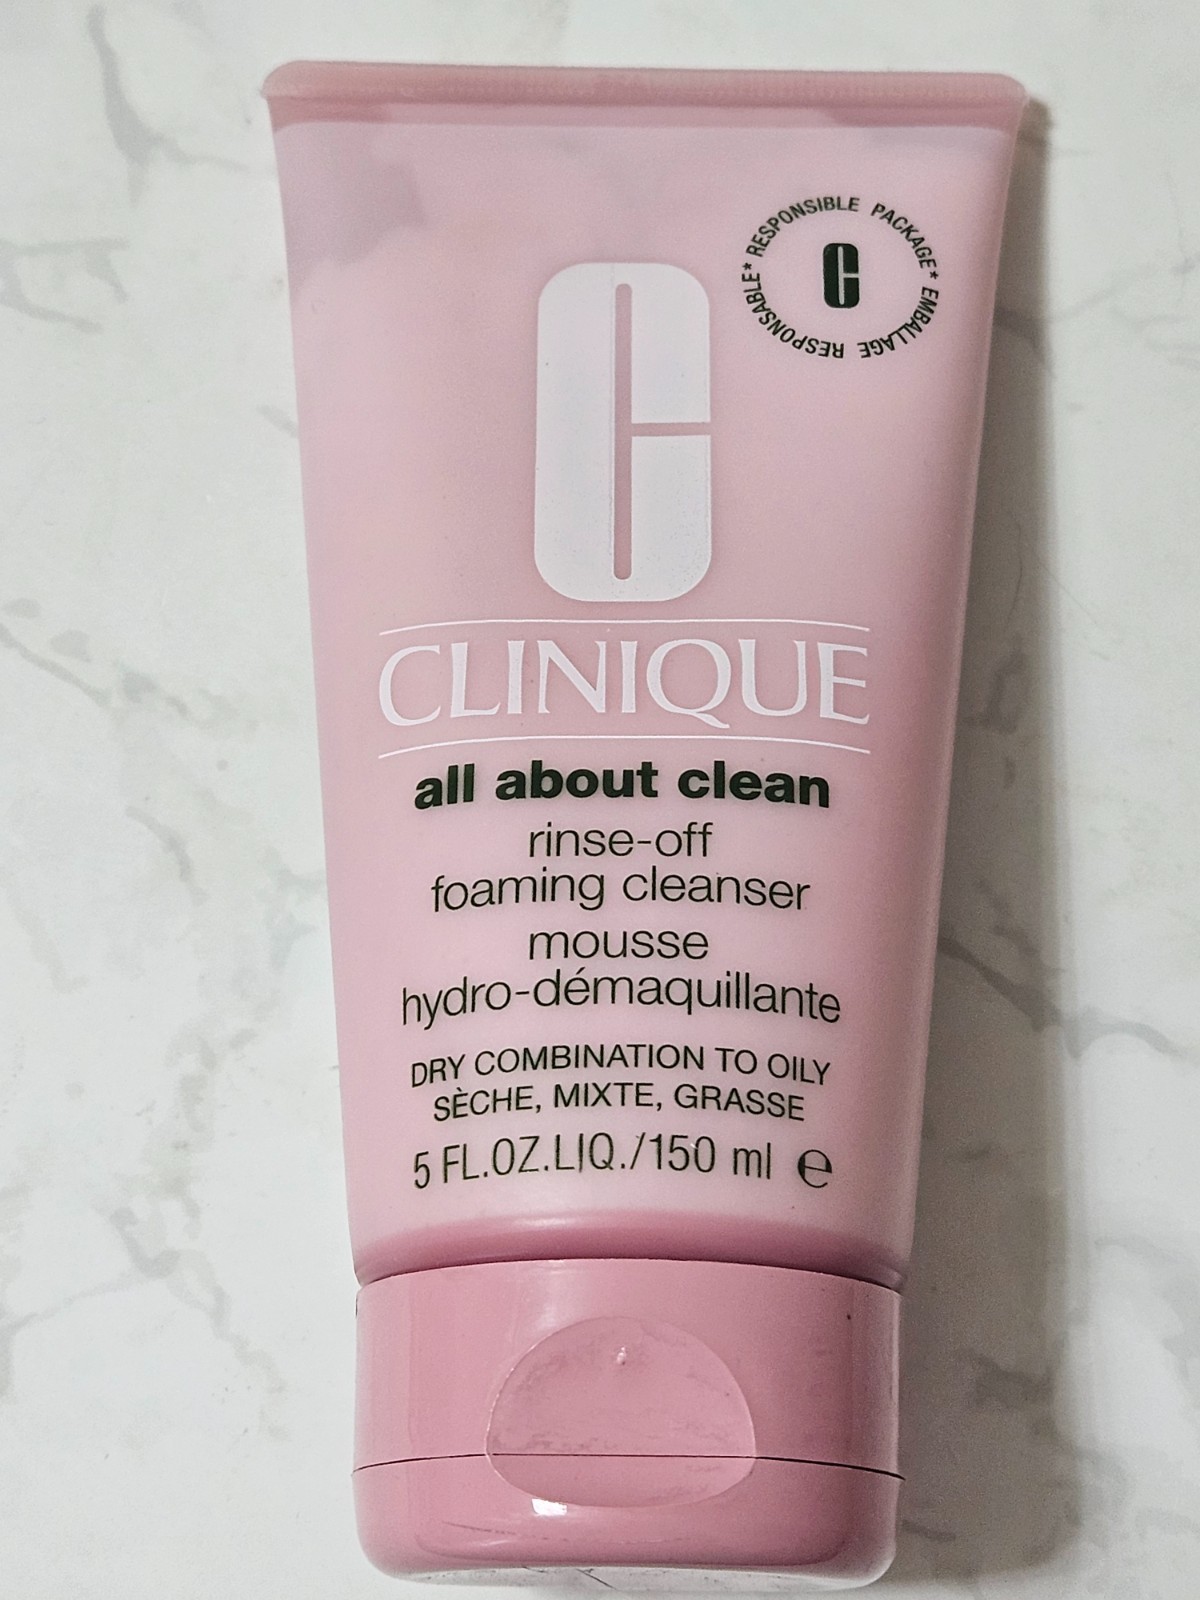 RESPONSIBLE PACKAGE* EMBALLAGE RESPONSABLE*
C
C
CLINIQUE
all about clean
rinse-off
foaming cleanser
mousse
hydro-démaquillante
DRY COMBINATION TO OILY
SÈCHE, MIXTE, GRASSE
5 FL.OZ.LIQ./150 ml ℮